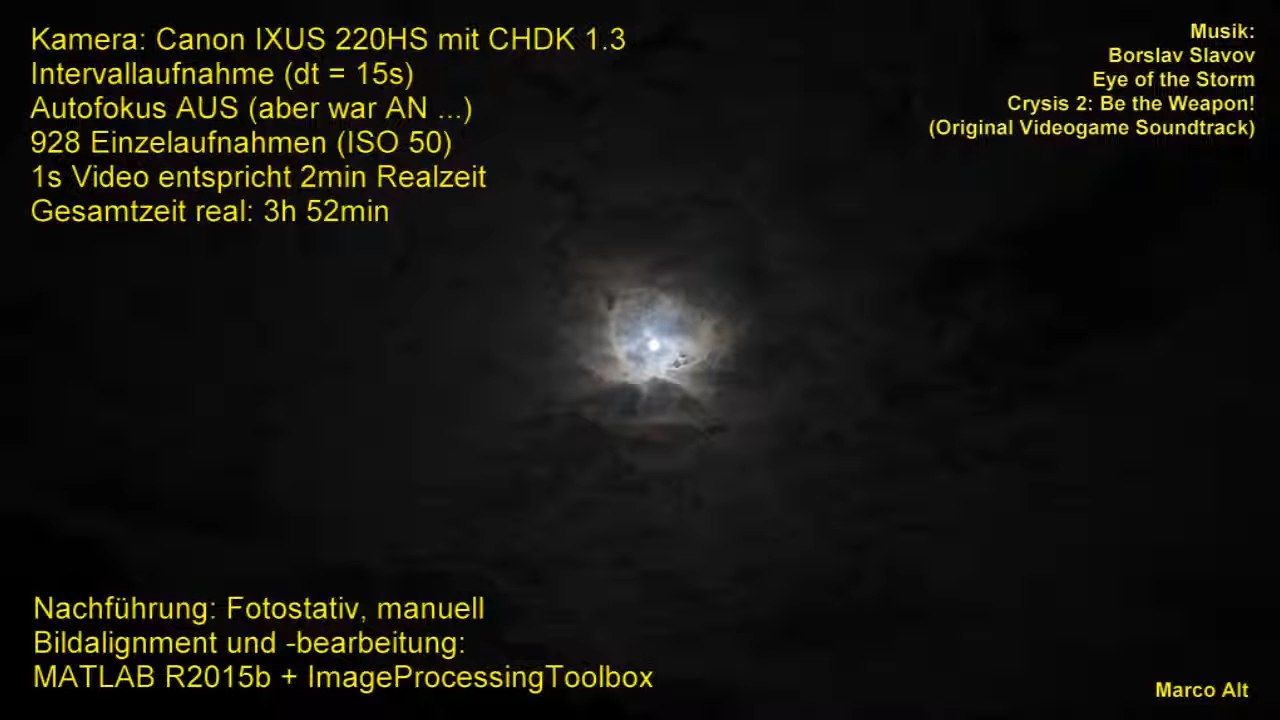 Kamera: Canon IXUS 220HS mit CHDK 1.3
Intervallaufnahme (dt = 15s)
Autofokus AUS (aber war AN ...)
928 Einzelaufnahmen (ISO 50)
1s Video entspricht 2min Realzeit
Gesamtzeit real: 3h 52min
Musik:
Borslav Slavov
Eye of the Storm
Crysis 2: Be the Weapon!
(Original Videogame Soundtrack)
Nachführung: Fotostativ, manuell
Bildalignment und -bearbeitung:
MATLAB R2015b + ImageProcessingToolbox
Marco Alt